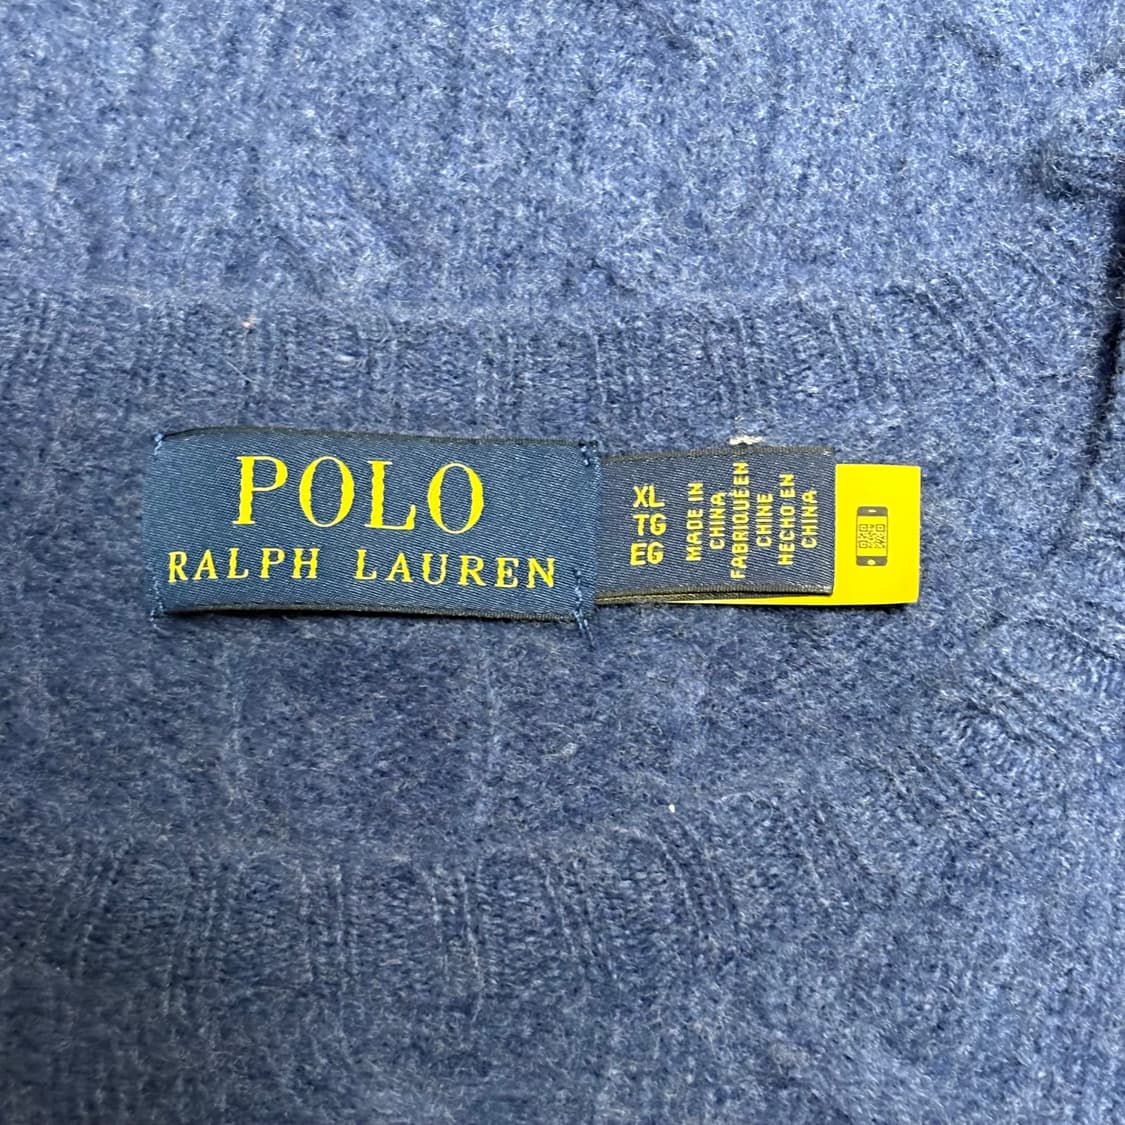 POLO
RALPH LAUREN
XL
TG
EG
MADE IN
CHINA
FABRIQUÉ EN
CHINE
HECHO EN
CHINA